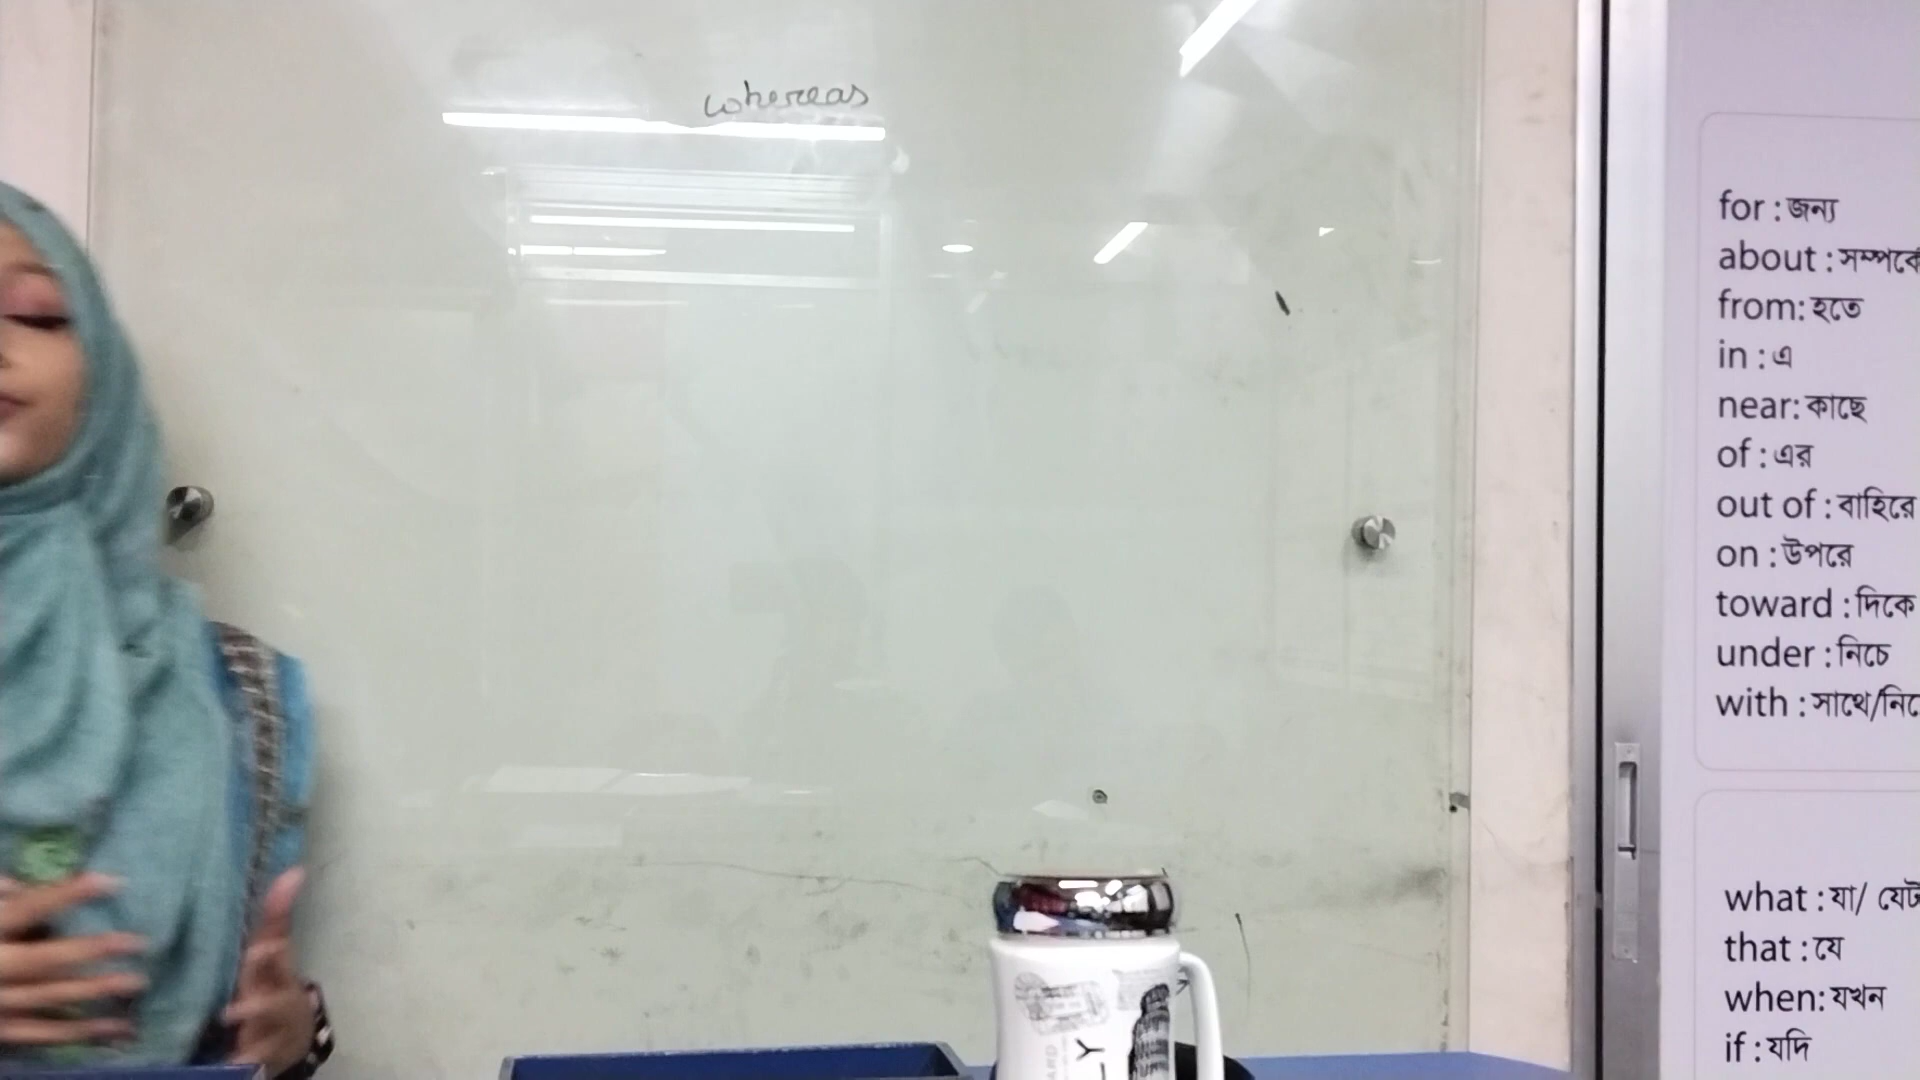 whereas
for : জন্য
about : সম্পর্কে
from: হতে
in : এ
near: কাছে
of : এর
out of : বাহিরে
on : উপরে
toward : দিকে
under : নিচে
with : সাথে/
what : যা/
that : যে
when: যখন
if : যদি
LY